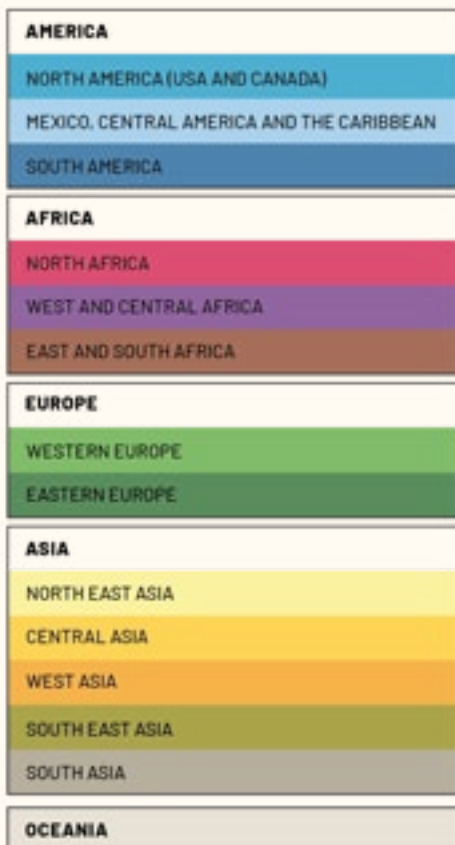 AMERICA
NORTH AMERICA (USA AND CANADA)
MEXICO, CENTRAL AMERICA AND THE CARIBBEAN
SOUTH AMERICA
AFRICA
NORTH AFRICA
WEST AND CENTRAL AFRICA
EAST AND SOUTH AFRICA
EUROPE
WESTERN EUROPE
EASTERN EUROPE
ASIA
NORTH EAST ASIA
CENTRAL ASIA
WEST ASIA
SOUTH EAST ASIA
SOUTH ASIA
OCEANIA